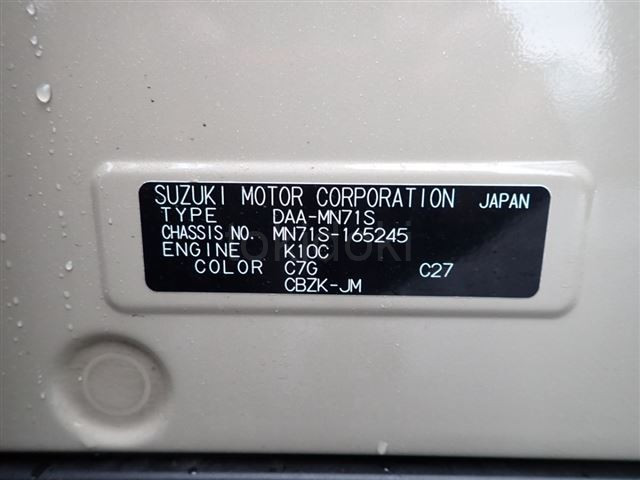 SUZUKI MOTOR CORPORATION JAPAN
TYPE DAA-MN71S
CHASSIS NO. MN71S-165245
ENGINE K10C
COLOR C7G C27
CBZK-JM